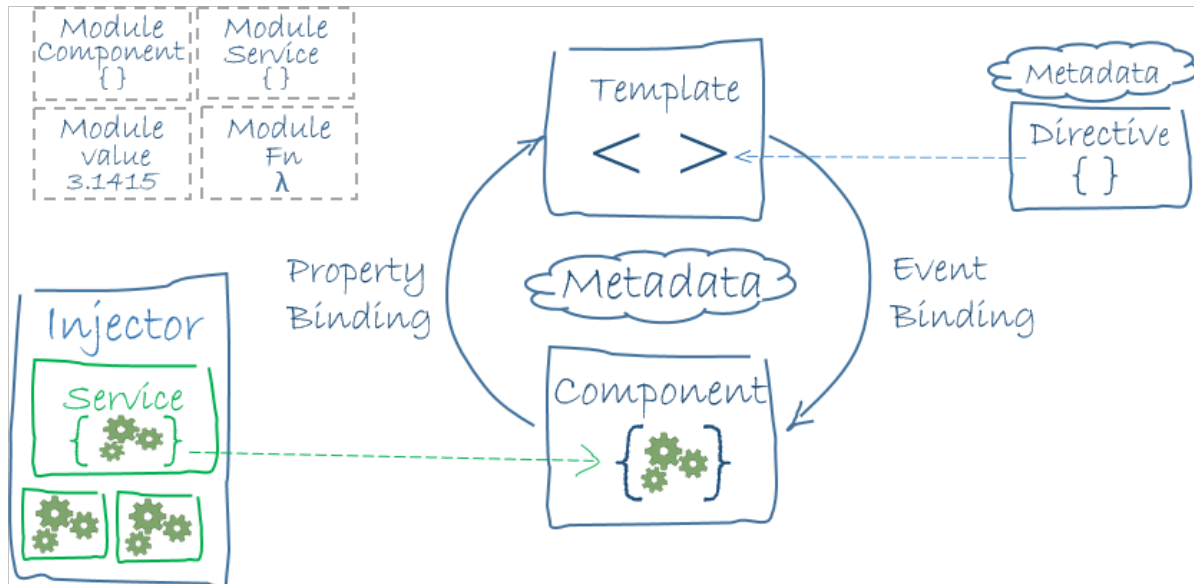 Module
Component
{ }
Module
Service
{ }
Module
value
3.1415
Module
Fn
λ
Template
< >
Metadata
Directive
{ }
Property
Binding
Metadata
Event
Binding
Injector
Service
{ }
Component
{ }